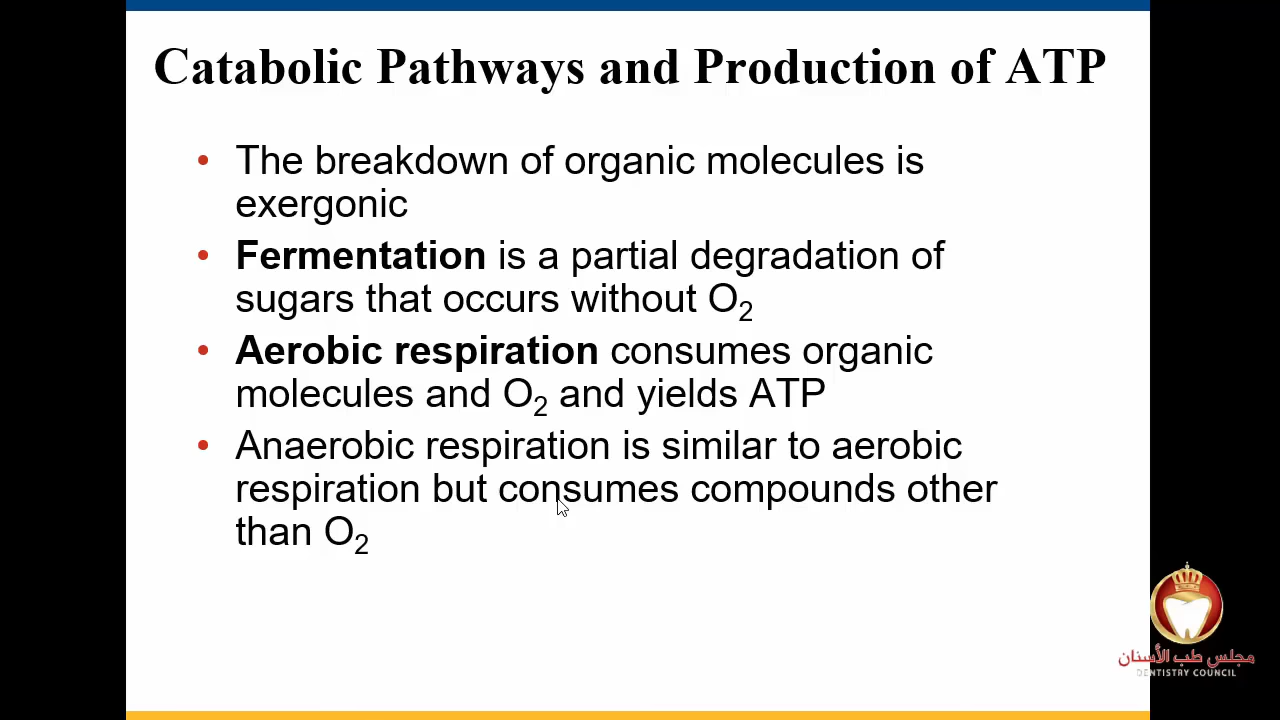 Catabolic Pathways and Production of ATP
• The breakdown of organic molecules is
exergonic
• Fermentation is a partial degradation of
sugars that occurs without O₂
• Aerobic respiration consumes organic
molecules and O₂ and yields ATP
• Anaerobic respiration is similar to aerobic
respiration but consumes compounds other
than O₂
مجلس طب الأسنان
DENTISTRY COUNCIL